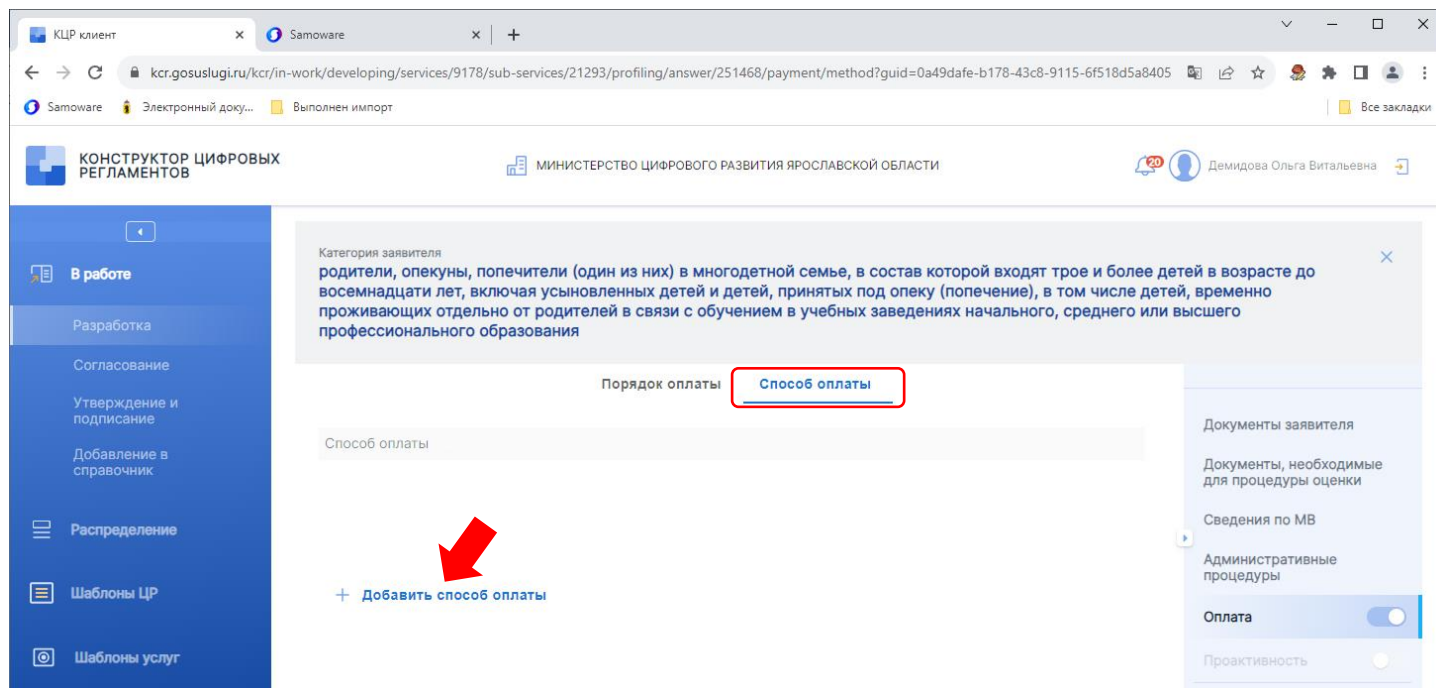 КЦР клиент
Samoware
kcr.gosuslugi.ru/kcr/in-work/developing/services/9178/sub-services/21293/profiling/answer/251468/payment/method?guid=0a49dafe-b178-43c8-9115-6f518d5a8405
Samoware
Электронный доку...
Выполнен импорт
Все закладки
КОНСТРУКТОР ЦИФРОВЫХ
РЕГЛАМЕНТОВ
МИНИСТЕРСТВО ЦИФРОВОГО РАЗВИТИЯ ЯРОСЛАВСКОЙ ОБЛАСТИ
20
Демидова Ольга Витальевна
В работе
Разработка
Согласование
Утверждение и
подписание
Добавление в
справочник
Распределение
Шаблоны ЦР
Шаблоны услуг
Категория заявителя
родители, опекуны, попечители (один из них) в многодетной семье, в состав которой входят трое и более детей в возрасте до
восемнадцати лет, включая усыновленных детей и детей, принятых под опеку (попечение), в том числе детей, временно
проживающих отдельно от родителей в связи с обучением в учебных заведениях начального, среднего или высшего
профессионального образования
Порядок оплаты
Способ оплаты
Способ оплаты
+ Добавить способ оплаты
Документы заявителя
Документы, необходимые
для процедуры оценки
Сведения по МВ
Административные
процедуры
Оплата
Проактивность